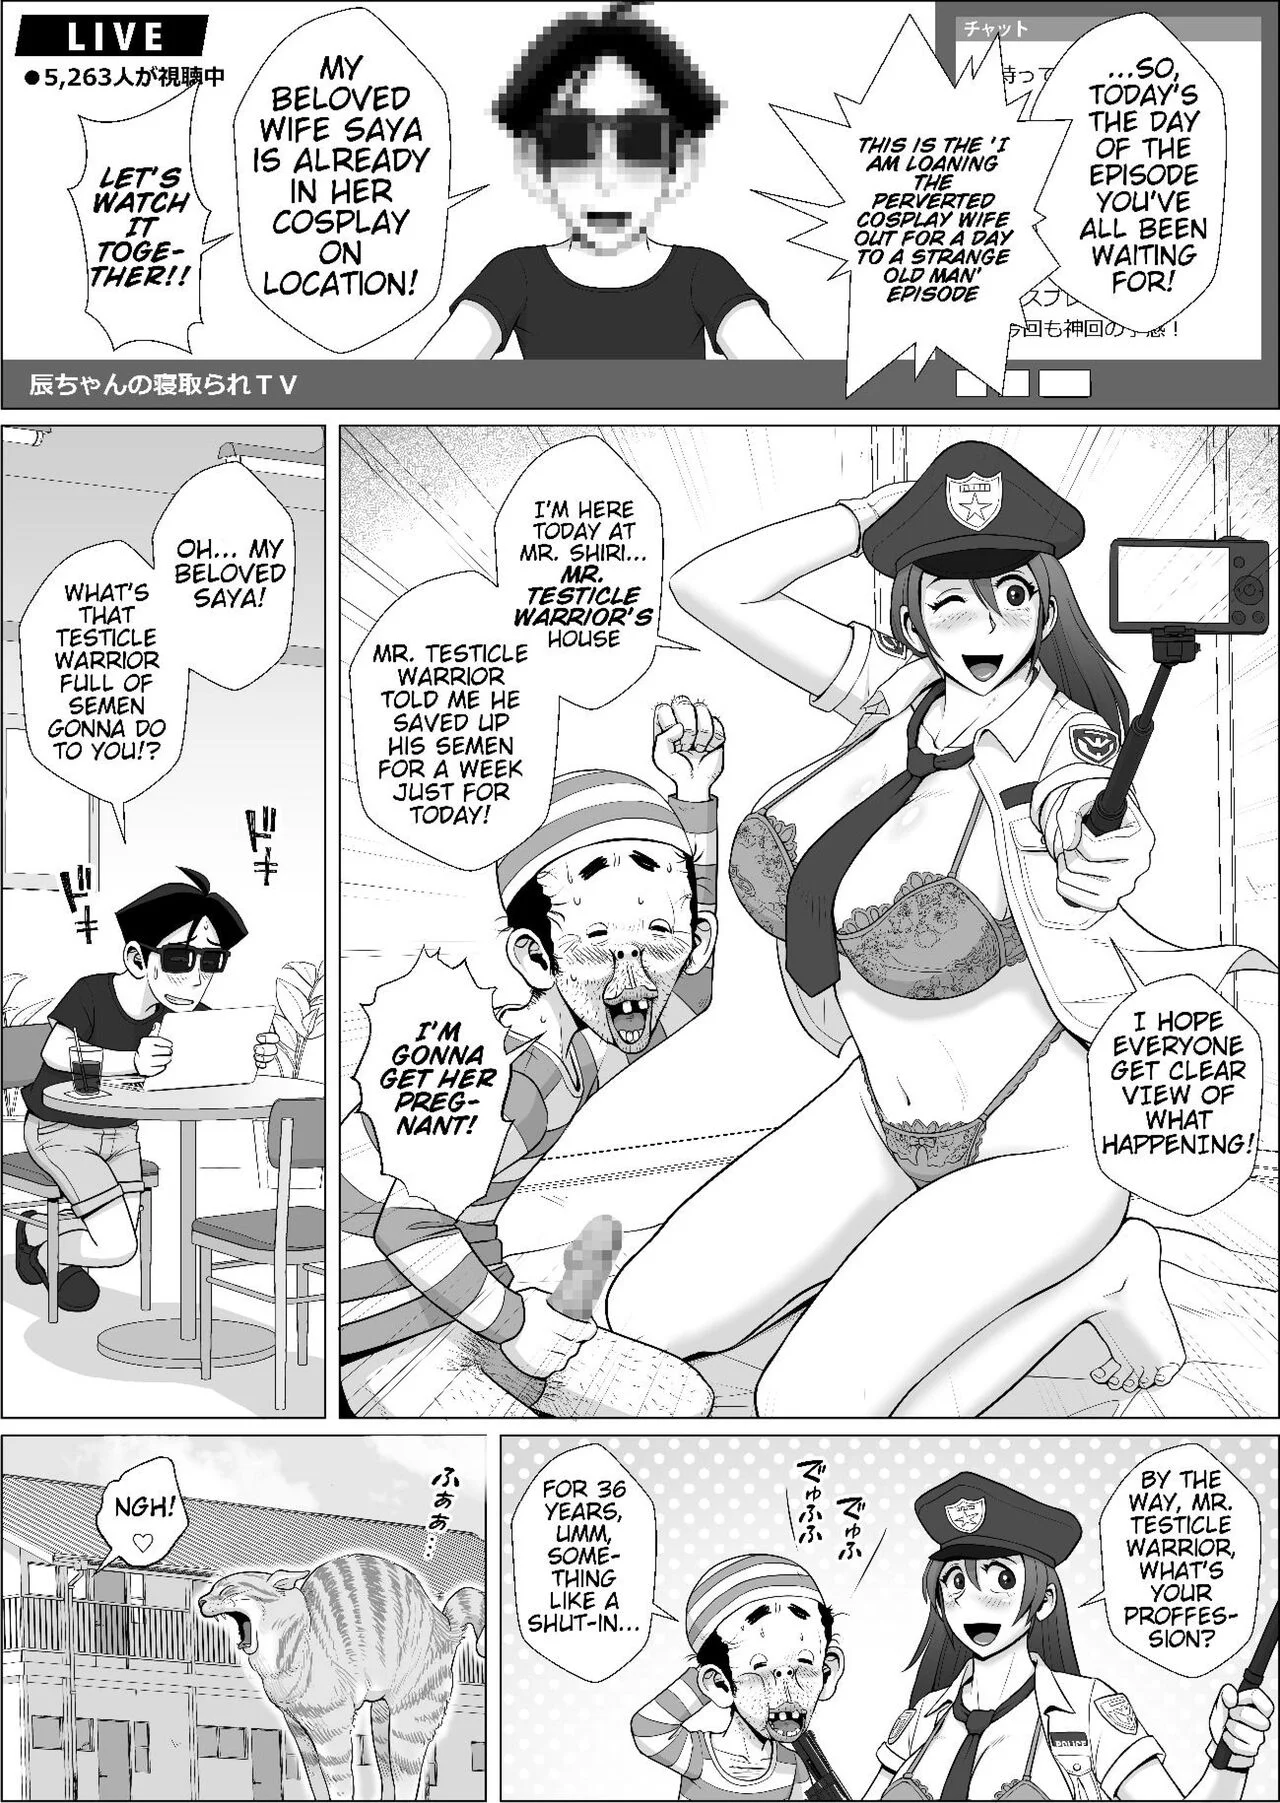 LIVE
●5,263人が視聴中
チャット
...SO,
TODAY'S
THE DAY
OF THE
EPISODE
YOU'VE
ALL BEEN
WAITING
FOR!
THIS IS THE 'I
AM LOANING
THE
PERVERTED
COSPLAY WIFE
OUT FOR A DAY
TO A STRANGE
OLD MAN'
EPISODE
MY
BELOVED
WIFE SAYA
IS ALREADY
IN HER
COSPLAY
ON
LOCATION!
LET'S
WATCH
IT
TOGE-
THER!!
辰ちゃんの寝取られTV
I'M HERE
TODAY AT
MR. SHIRI...
MR.
TESTICLE
WARRIOR'S
HOUSE
MR. TESTICLE
WARRIOR
TOLD ME HE
SAVED UP
HIS SEMEN
FOR A WEEK
JUST FOR
TODAY!
I'M
GONNA
GET HER
PREG-
NANT!
I HOPE
EVERYONE
GET CLEAR
VIEW OF
WHAT
HAPPENING!
OH... MY
BELOVED
SAYA!
WHAT'S
THAT
TESTICLE
WARRIOR
FULL OF
SEMEN
GONNA DO
TO YOU!?
ドキ
ドキ
BY THE
WAY, MR.
TESTICLE
WARRIOR,
WHAT'S
YOUR
PROFFES-
SION?
でゅふ
でゅふふ
FOR 36
YEARS,
UMM,
SOME-
THING
LIKE A
SHUT-IN...
POLICE
ふぁぁ…
NGH!
♡